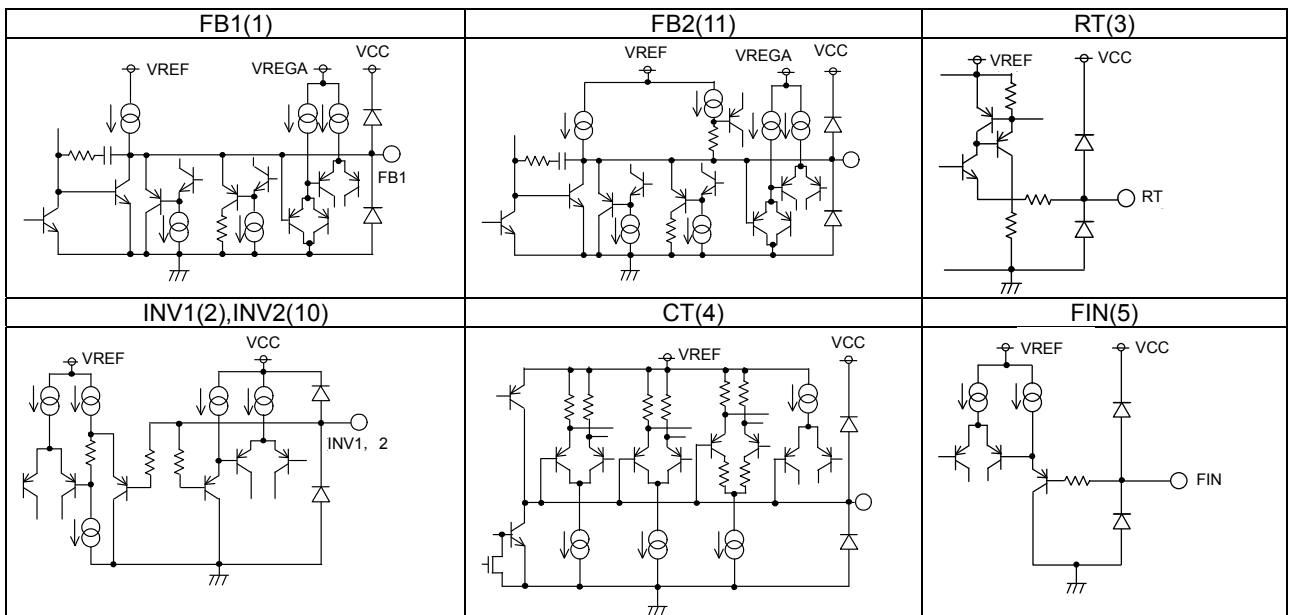 FB1(1)
FB2(11)
RT(3)
VREF
VREGA
VCC
FB1
VREF
VREGA
VCC
VREF
VCC
RT
INV1(2),INV2(10)
CT(4)
FIN(5)
VREF
VCC
INV1, 2
VREF
VCC
VREF
VCC
FIN